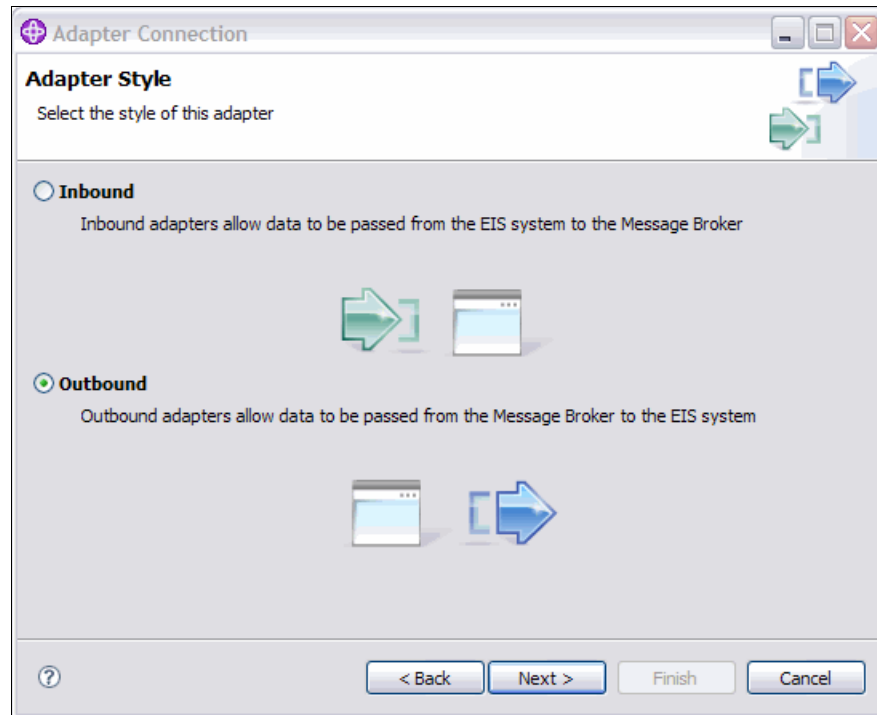 Adapter Connection
Adapter Style
Select the style of this adapter
Inbound
Inbound adapters allow data to be passed from the EIS system to the Message Broker
Outbound
Outbound adapters allow data to be passed from the Message Broker to the EIS system
? < Back Next > Finish Cancel